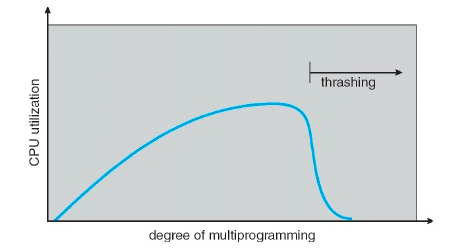 thrashing
CPU utilization
degree of multiprogramming